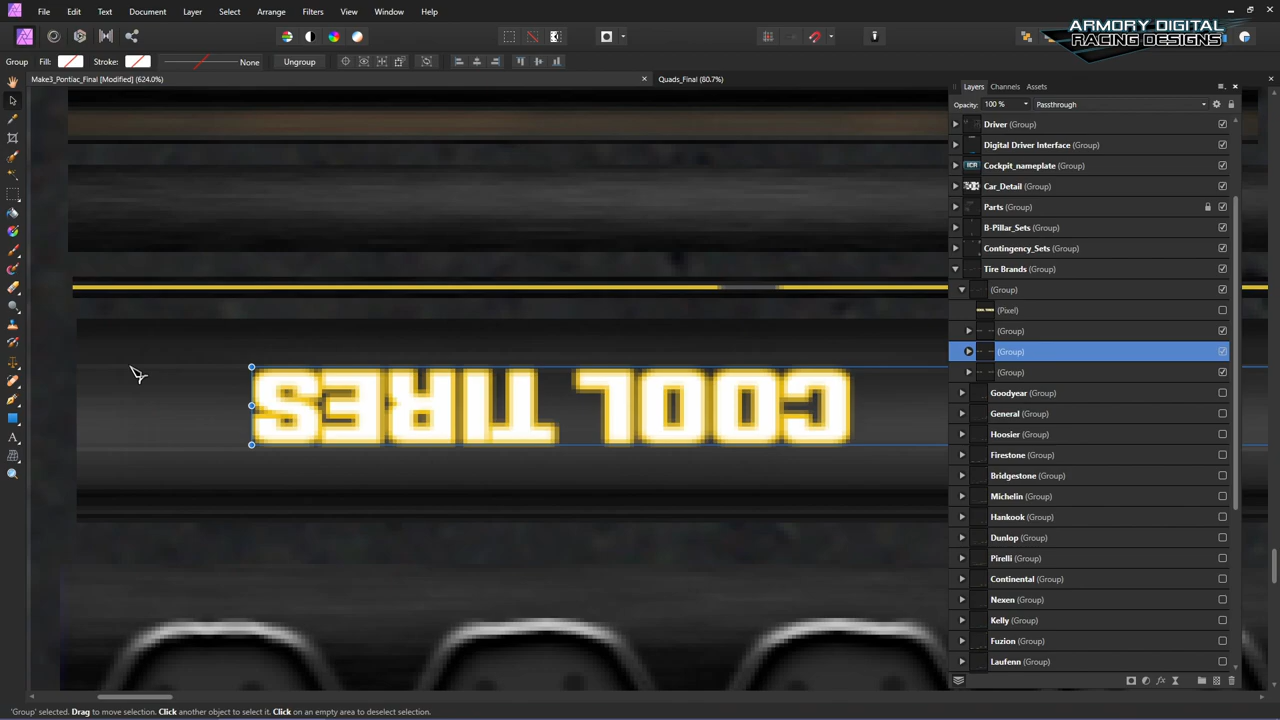 File Edit Text Document Layer Select Arrange Filters View Window Help
ARMORY DIGITAL
RACING DESIGNS
Group Fill: Stroke: None Ungroup
Make3_Pontiac_Final [Modified] (624.0%)
Quads_Final (80.7%)
Layers Channels Assets
Opacity: 100 % Passthrough
Driver (Group)
Digital Driver Interface (Group)
Cockpit_nameplate (Group)
Car_Detail (Group)
Parts (Group)
B-Pillar_Sets (Group)
Contingency_Sets (Group)
Tire Brands (Group)
(Group)
(Pixel)
(Group)
(Group)
(Group)
Goodyear (Group)
General (Group)
Hoosier (Group)
Firestone (Group)
Bridgestone (Group)
Michelin (Group)
Hankook (Group)
Dunlop (Group)
Pirelli (Group)
Continental (Group)
Nexen (Group)
Kelly (Group)
Fuzion (Group)
Laufenn (Group)
COOL TIRES
'Group' selected. Drag to move selection. Click another object to select it. Click on an empty area to deselect selection.